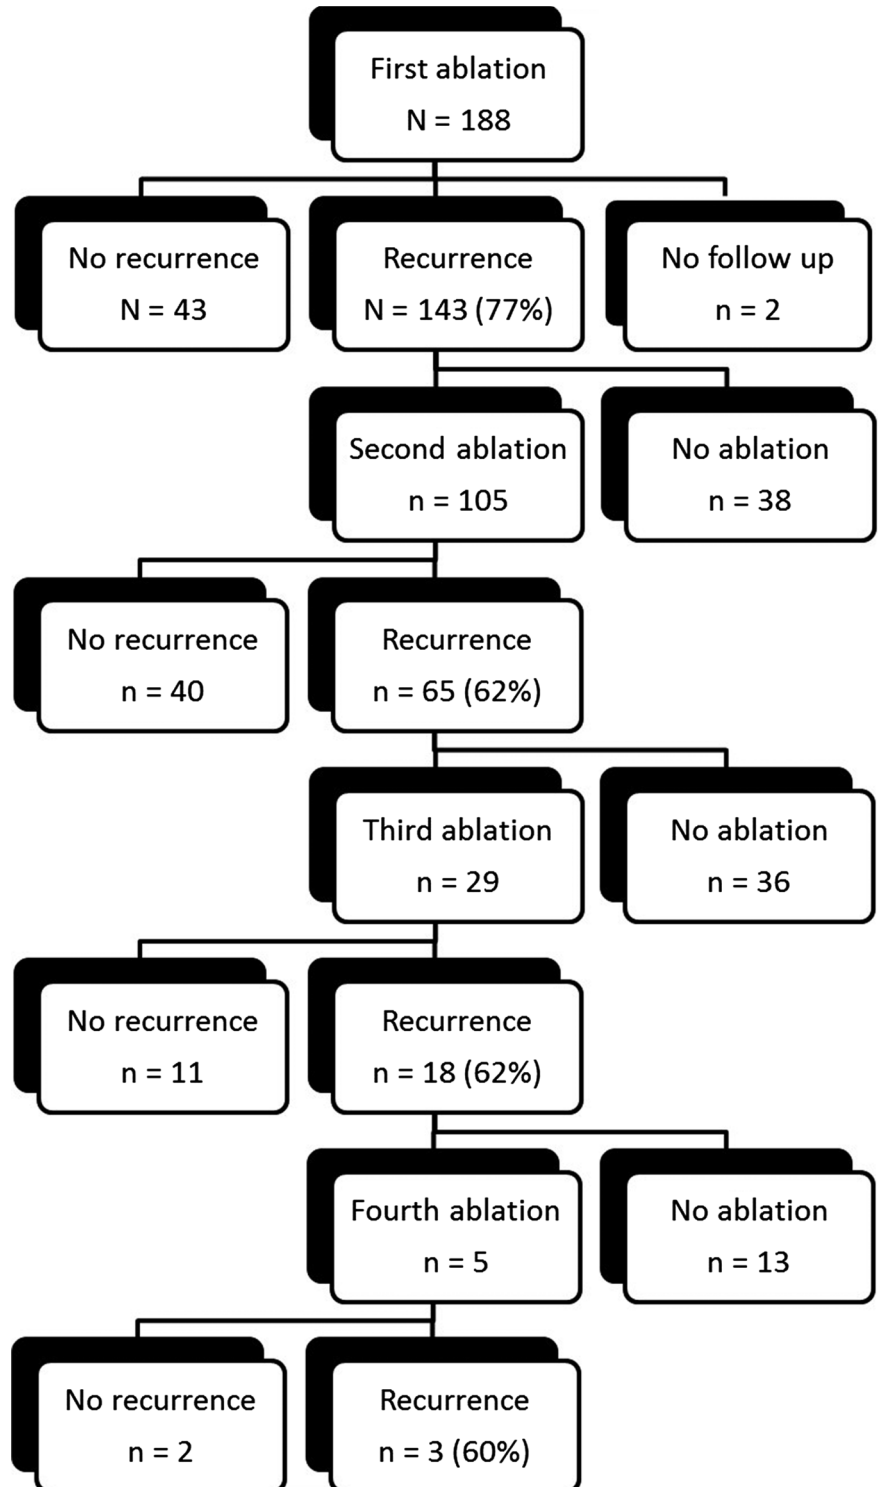 First ablation
N = 188
No recurrence
N = 43
Recurrence
N = 143 (77%)
No follow up
n = 2
Second ablation
n = 105
No ablation
n = 38
No recurrence
n = 40
Recurrence
n = 65 (62%)
Third ablation
n = 29
No ablation
n = 36
No recurrence
n = 11
Recurrence
n = 18 (62%)
Fourth ablation
n = 5
No ablation
n = 13
No recurrence
n = 2
Recurrence
n = 3 (60%)